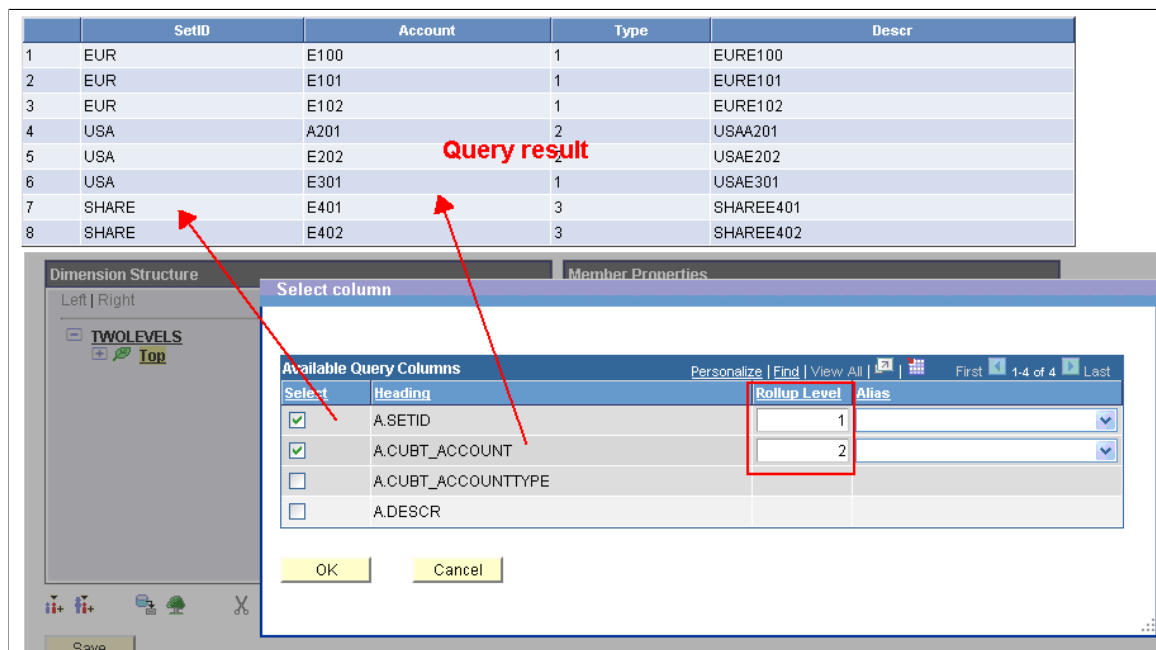 SetID Account Type Descr
1 EUR E100 1 EURE100
2 EUR E101 1 EURE101
3 EUR E102 1 EURE102
4 USA A201 2 USAA201
5 USA E202 2 USAE202
Query result
6 USA E301 1 USAE301
7 SHARE E401 3 SHAREE401
8 SHARE E402 3 SHAREE402
Dimension Structure Member Properties
Left | Right
Select column
TWOLEVELS
Top
Available Query Columns Personalize | Find | View All | | First 1-4 of 4 Last
Select Heading Rollup Level Alias
A.SETID 1
A.CUBT_ACCOUNT 2
A.CUBT_ACCOUNTTYPE
A.DESCR
OK Cancel
Save